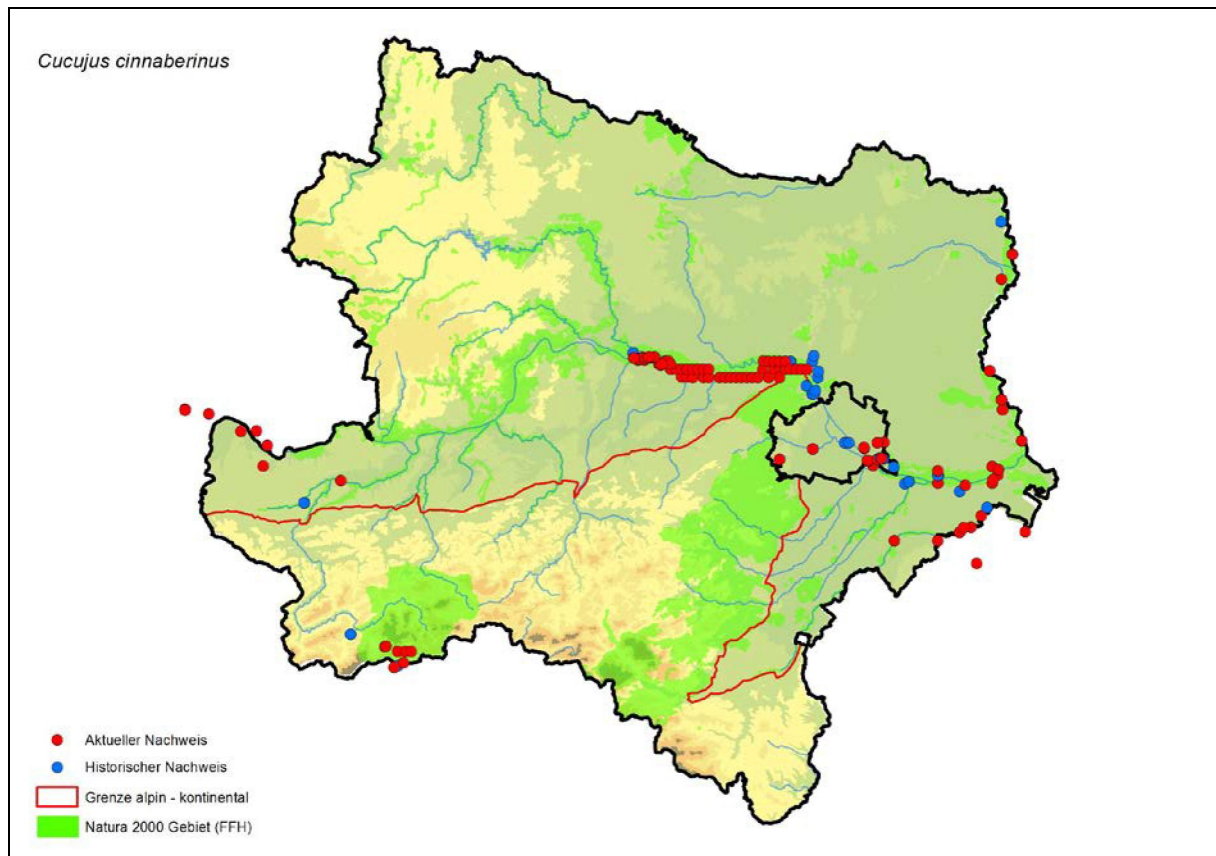 Cucujus cinnaberinus
Aktueller Nachweis
Historischer Nachweis
Grenze alpin - kontinental
Natura 2000 Gebiet (FFH)